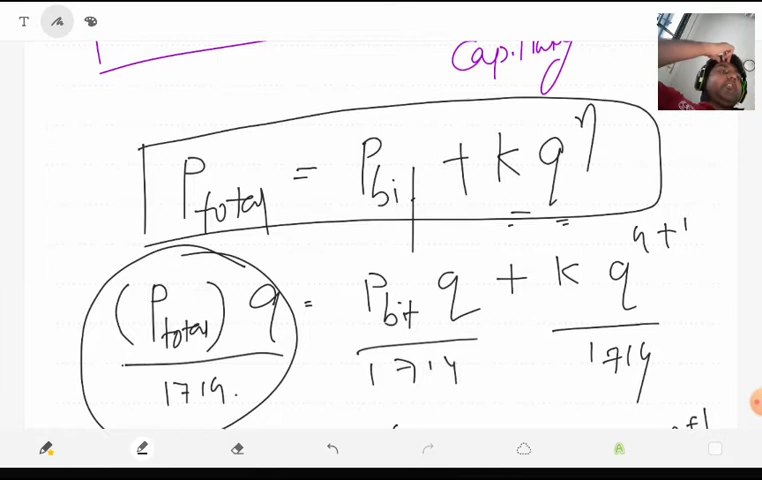 Capillary
P_total = P_bit + k q^n
(P_total) q / 1714 = P_bit q / 1714 + k q^{n+1} / 1714